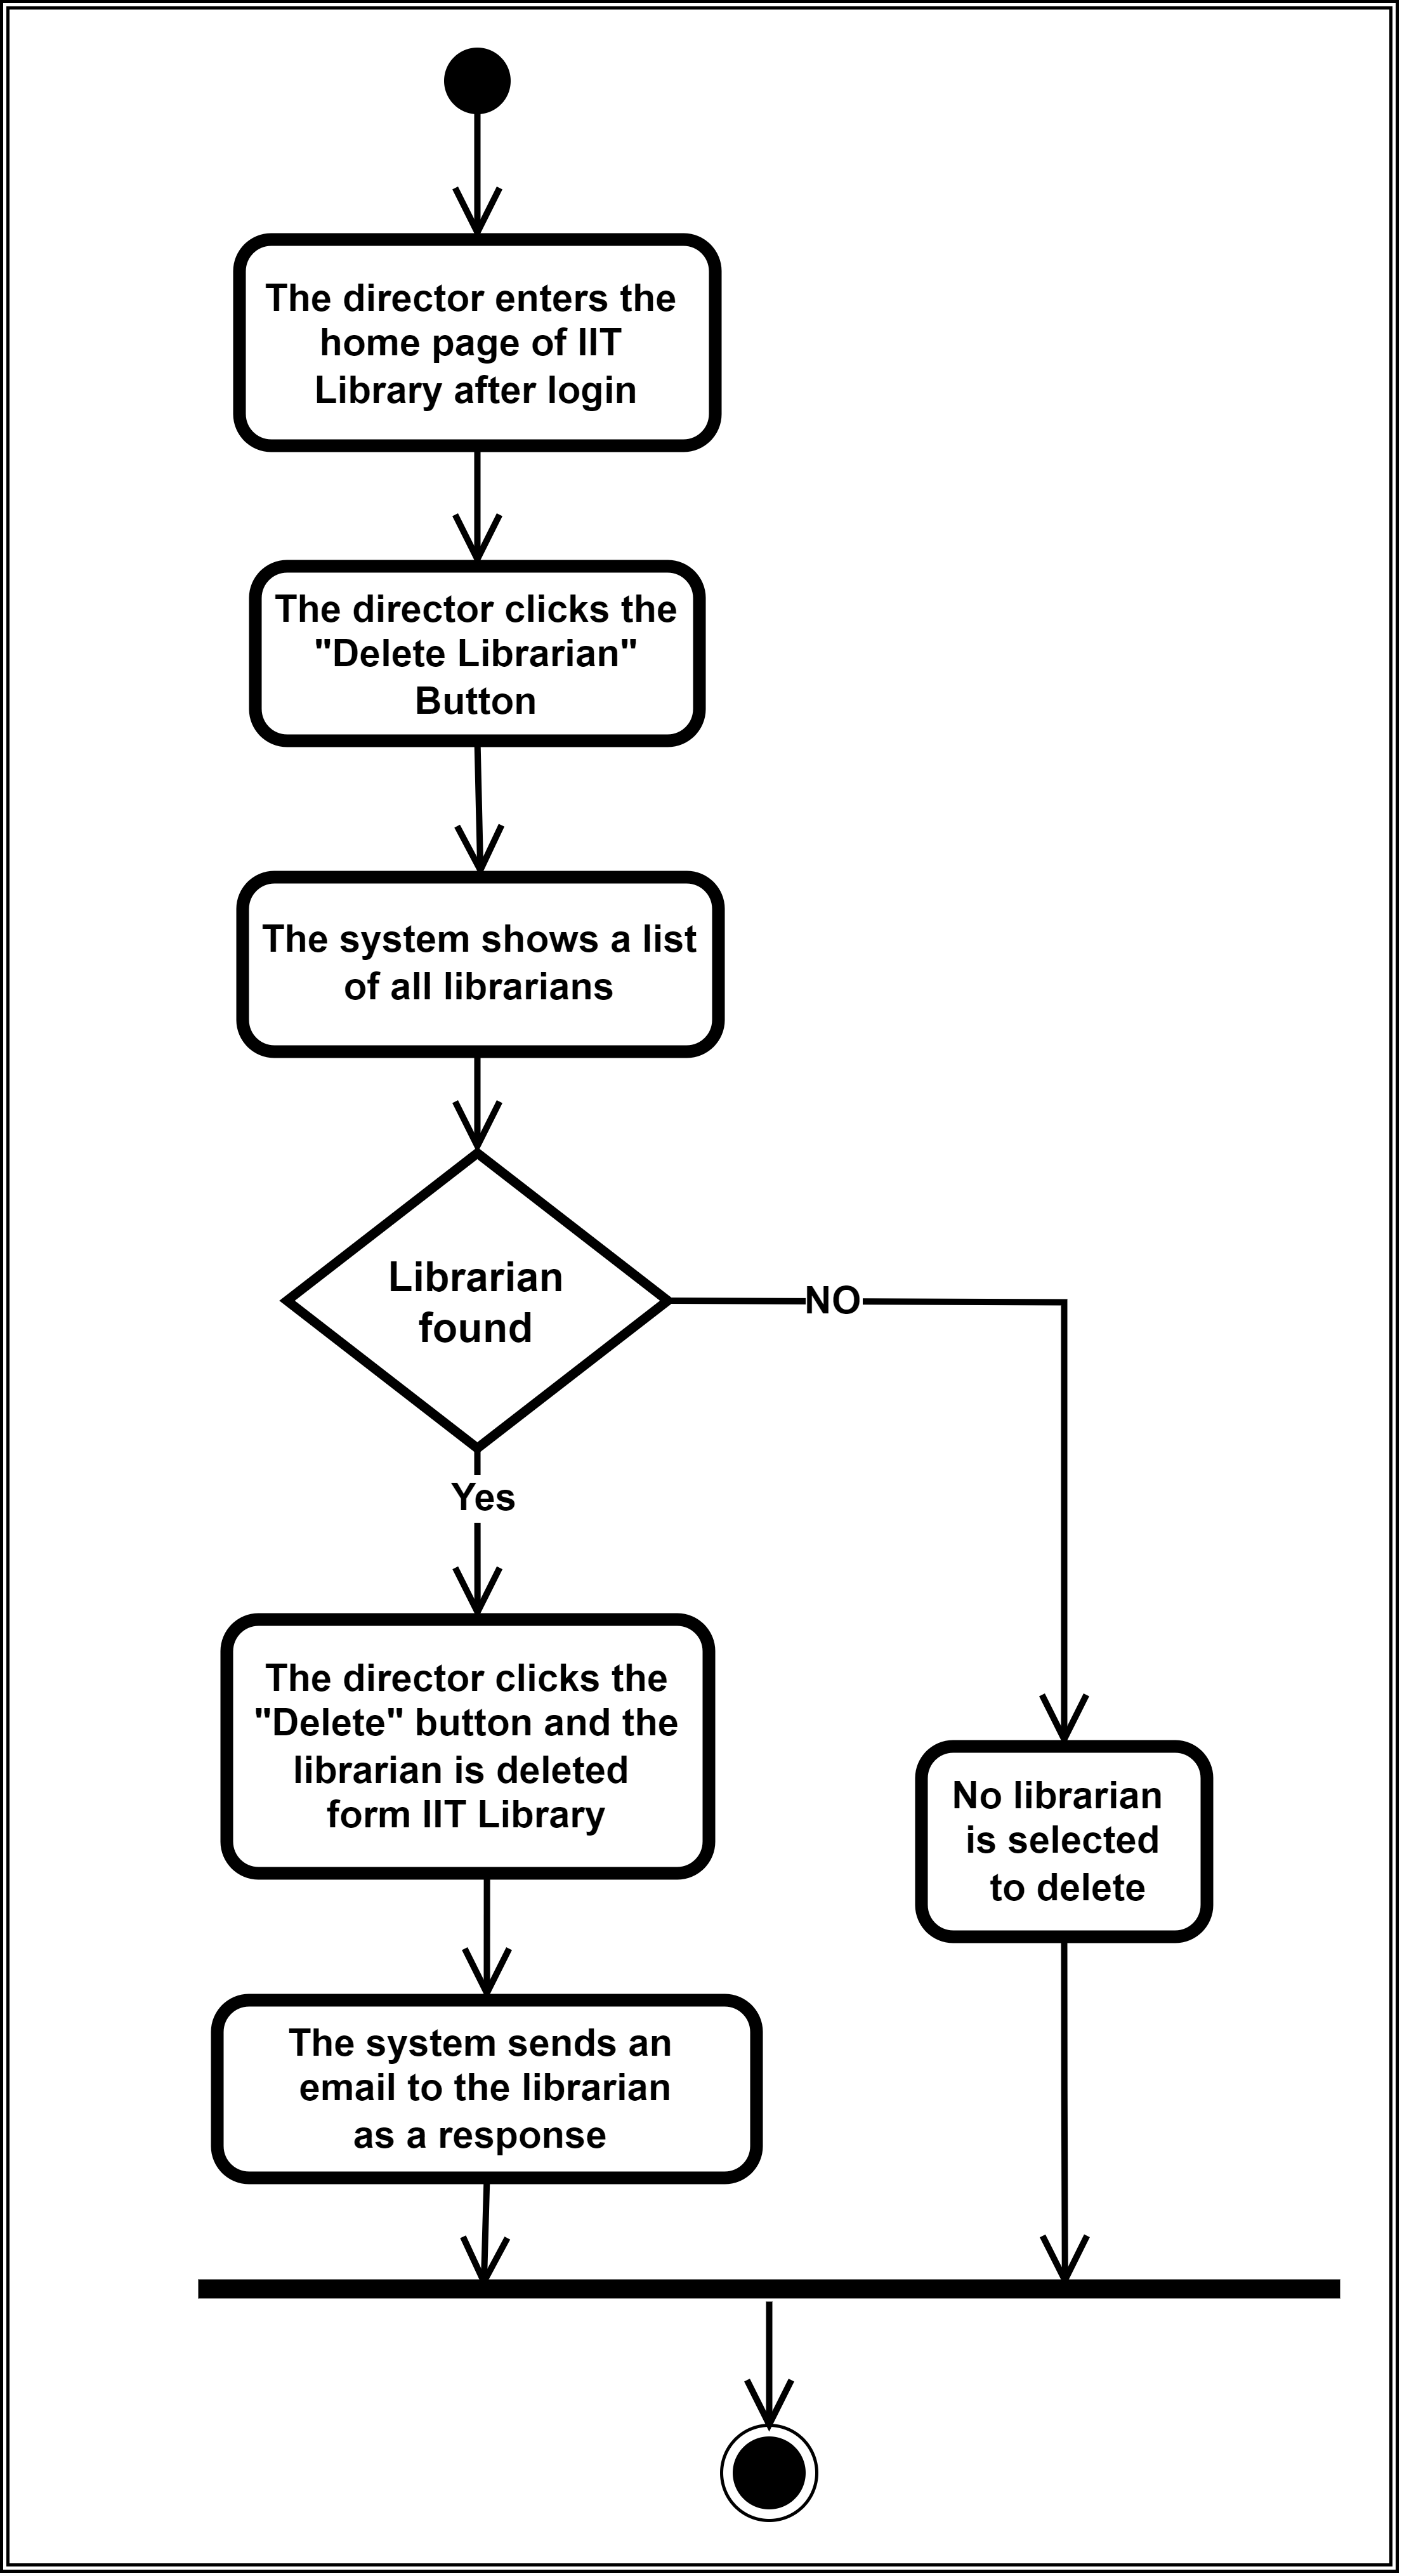 The director enters the
home page of IIT
Library after login
The director clicks the
"Delete Librarian"
Button
The system shows a list
of all librarians
Librarian
found
NO
Yes
The director clicks the
"Delete" button and the
librarian is deleted
form IIT Library
No librarian
is selected
to delete
The system sends an
email to the librarian
as a response